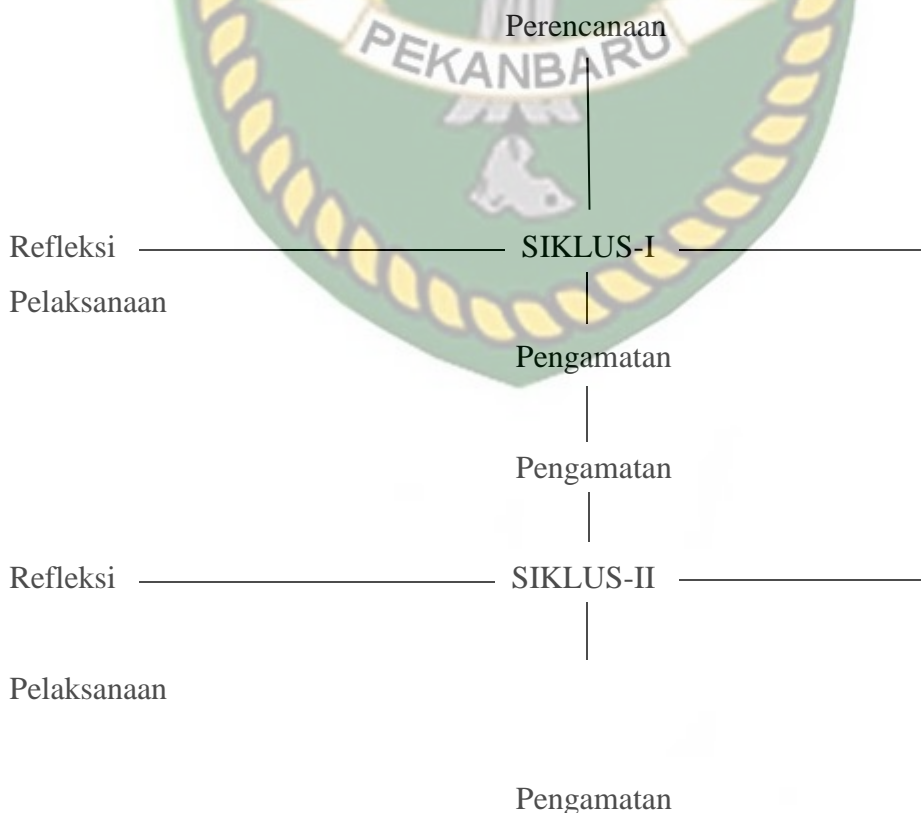 Perencanaan
PEKANBARU
Refleksi SIKLUS-I
Pelaksanaan
Pengamatan
Pengamatan
Refleksi SIKLUS-II
Pelaksanaan
Pengamatan